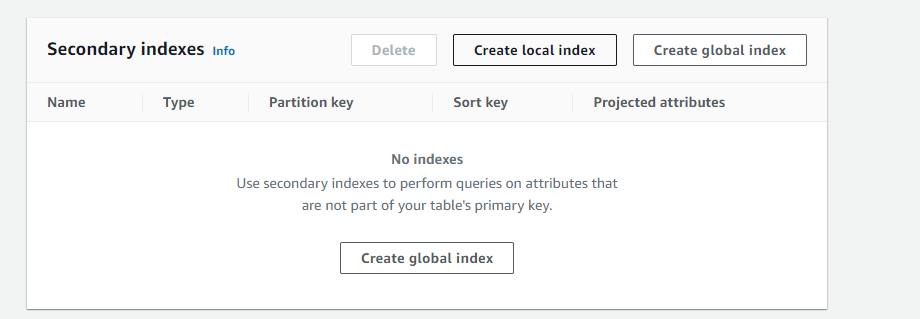 Secondary indexes Info Delete Create local index Create global index
Name Type Partition key Sort key Projected attributes
No indexes
Use secondary indexes to perform queries on attributes that
are not part of your table's primary key.
Create global index